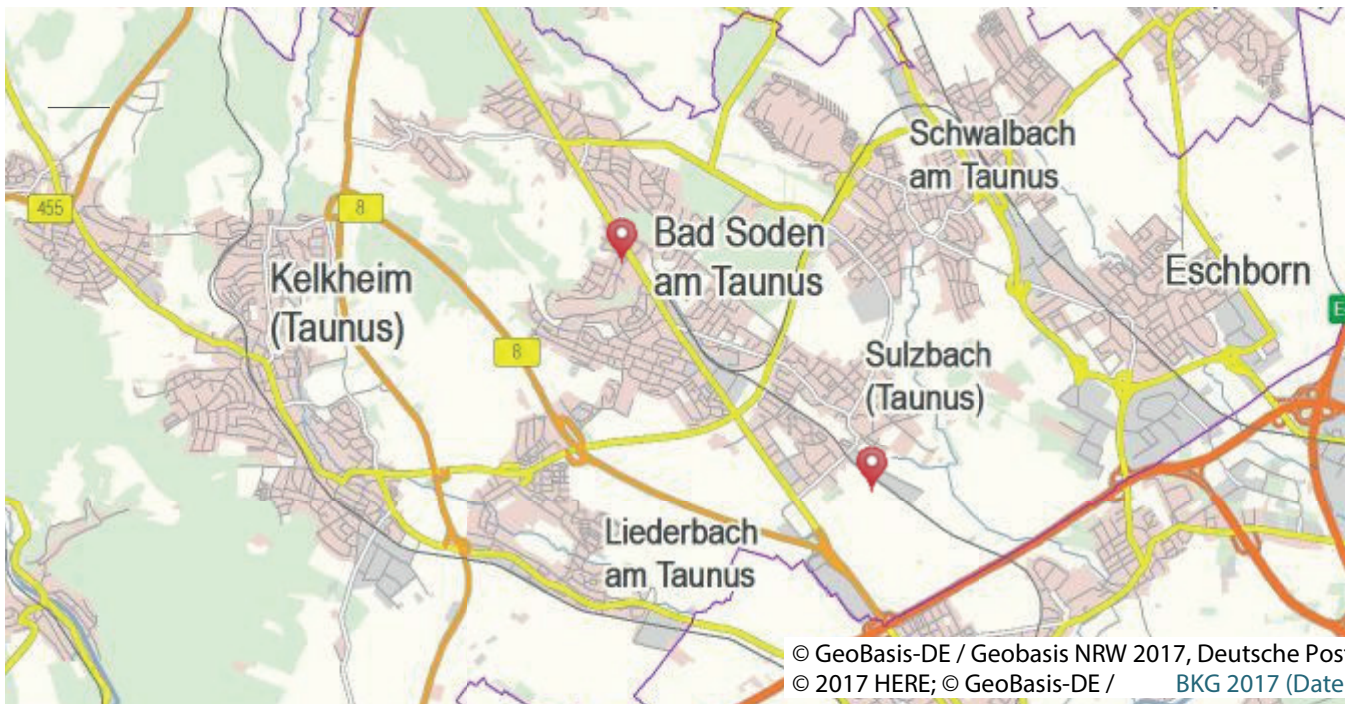 Schwalbach
am Taunus
455
8
Bad Soden
am Taunus
Kelkheim
(Taunus)
Eschborn
E
8
Sulzbach
(Taunus)
Liederbach
am Taunus
© GeoBasis-DE / Geobasis NRW 2017, Deutsche Post
© 2017 HERE; © GeoBasis-DE / BKG 2017 (Date